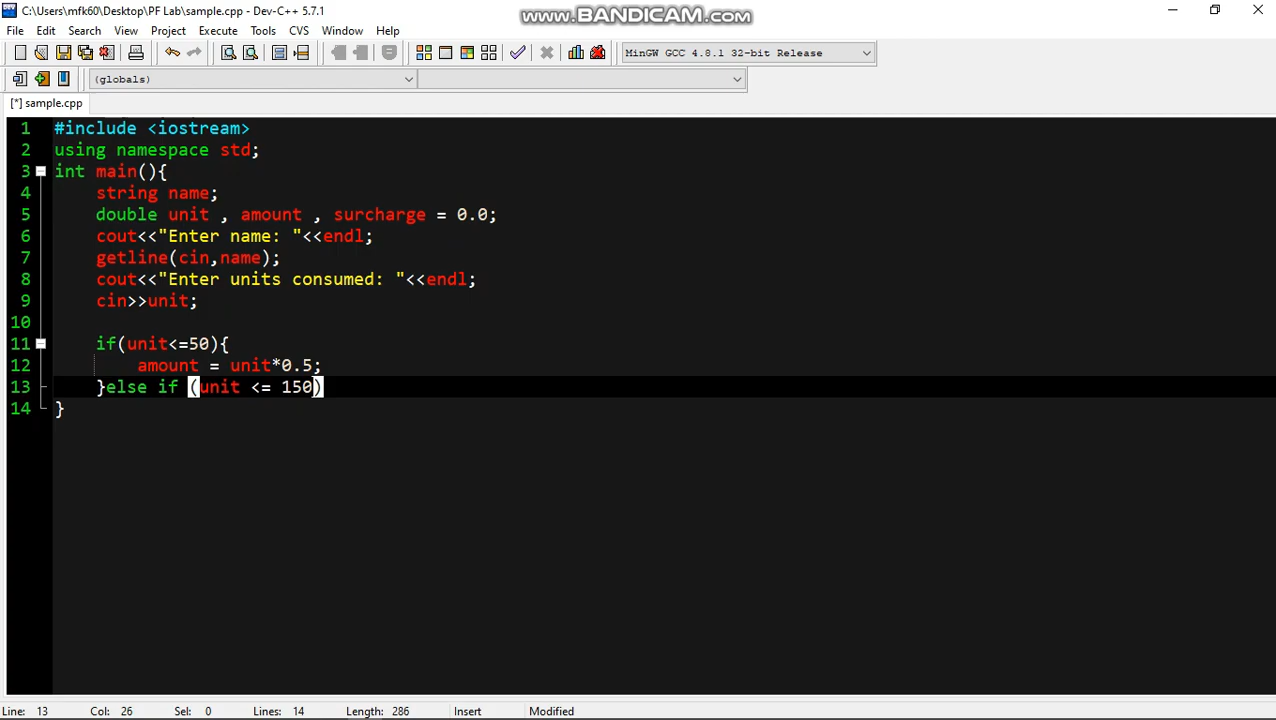 C:\Users\mfk60\Desktop\PF Lab\sample.cpp - Dev-C++ 5.7.1
www.BANDICAM.com
File Edit Search View Project Execute Tools CVS Window Help
MinGW GCC 4.8.1 32-bit Release
(globals)
[*] sample.cpp
1 #include <iostream>
2 using namespace std;
3 int main(){
4 string name;
5 double unit , amount , surcharge = 0.0;
6 cout<<"Enter name: "<<endl;
7 getline(cin,name);
8 cout<<"Enter units consumed: "<<endl;
9 cin>>unit;
10
11 if(unit<=50){
12 amount = unit*0.5;
13 }else if (unit <= 150)
14 }
Line: 13 Col: 26 Sel: 0 Lines: 14 Length: 286 Insert Modified